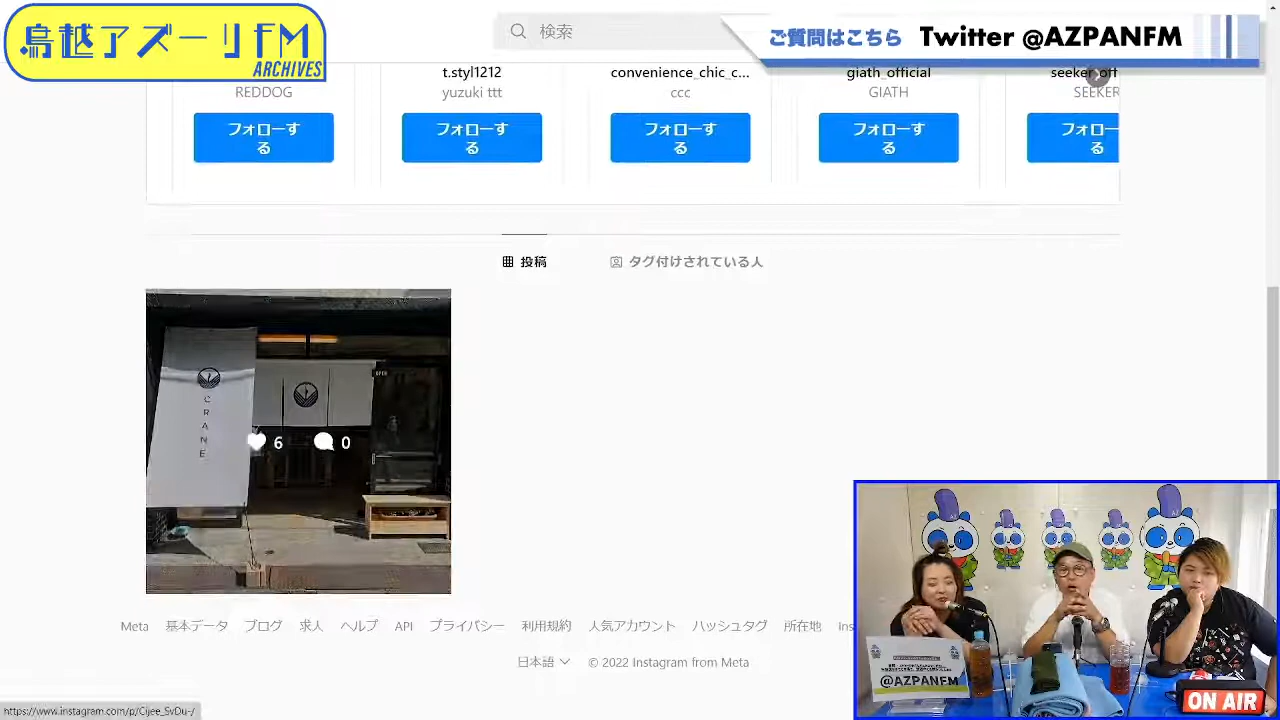 鳥越アズーリFM
ARCHIVES
検索
ご質問はこちら Twitter @AZPANFM
t.styl1212
convenience_chic_c...
giath_official
seeker_off
REDDOG
yuzuki ttt
ccc
GIATH
SEEKER
フォローす
る
フォローす
る
フォローす
る
フォローす
る
フォロー
る
投稿
タグ付けされている人
CRANE
OPEN
6
0
Meta 基本データ ブログ 求人 ヘルプ API プライバシー 利用規約 人気アカウント ハッシュタグ 所在地 Ins
日本語 © 2022 Instagram from Meta
@AZPANFM
ON AIR
https://www.instagram.com/p/Cijee_SvDu-/